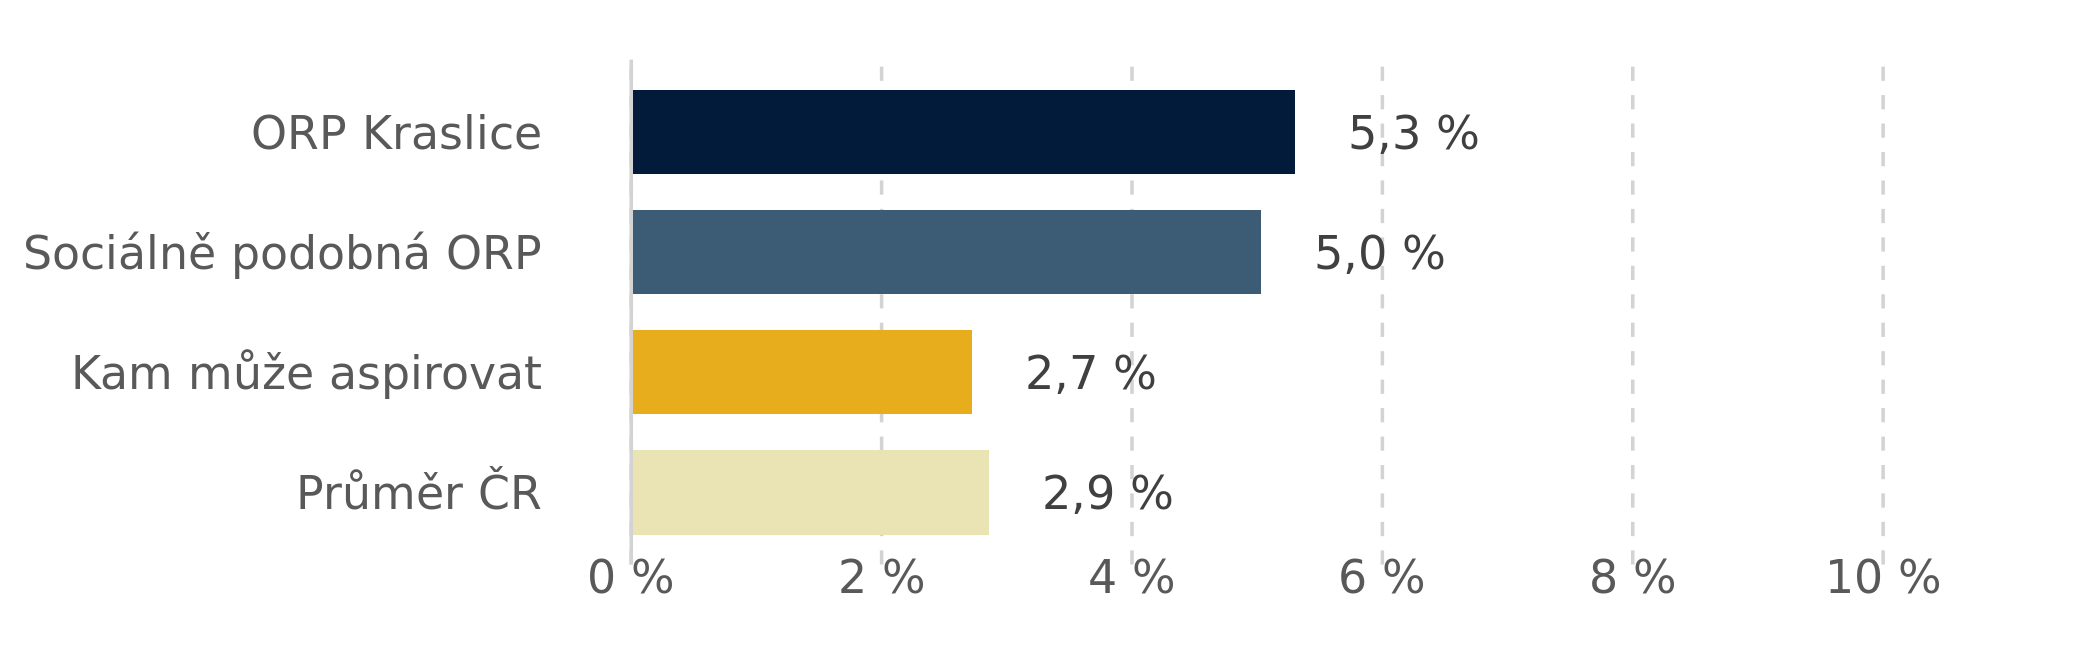 ORP Kraslice 5,3 %
Sociálně podobná ORP 5,0 %
Kam může aspirovat 2,7 %
Průměr ČR 2,9 %
0 % 2 % 4 % 6 % 8 % 10 %